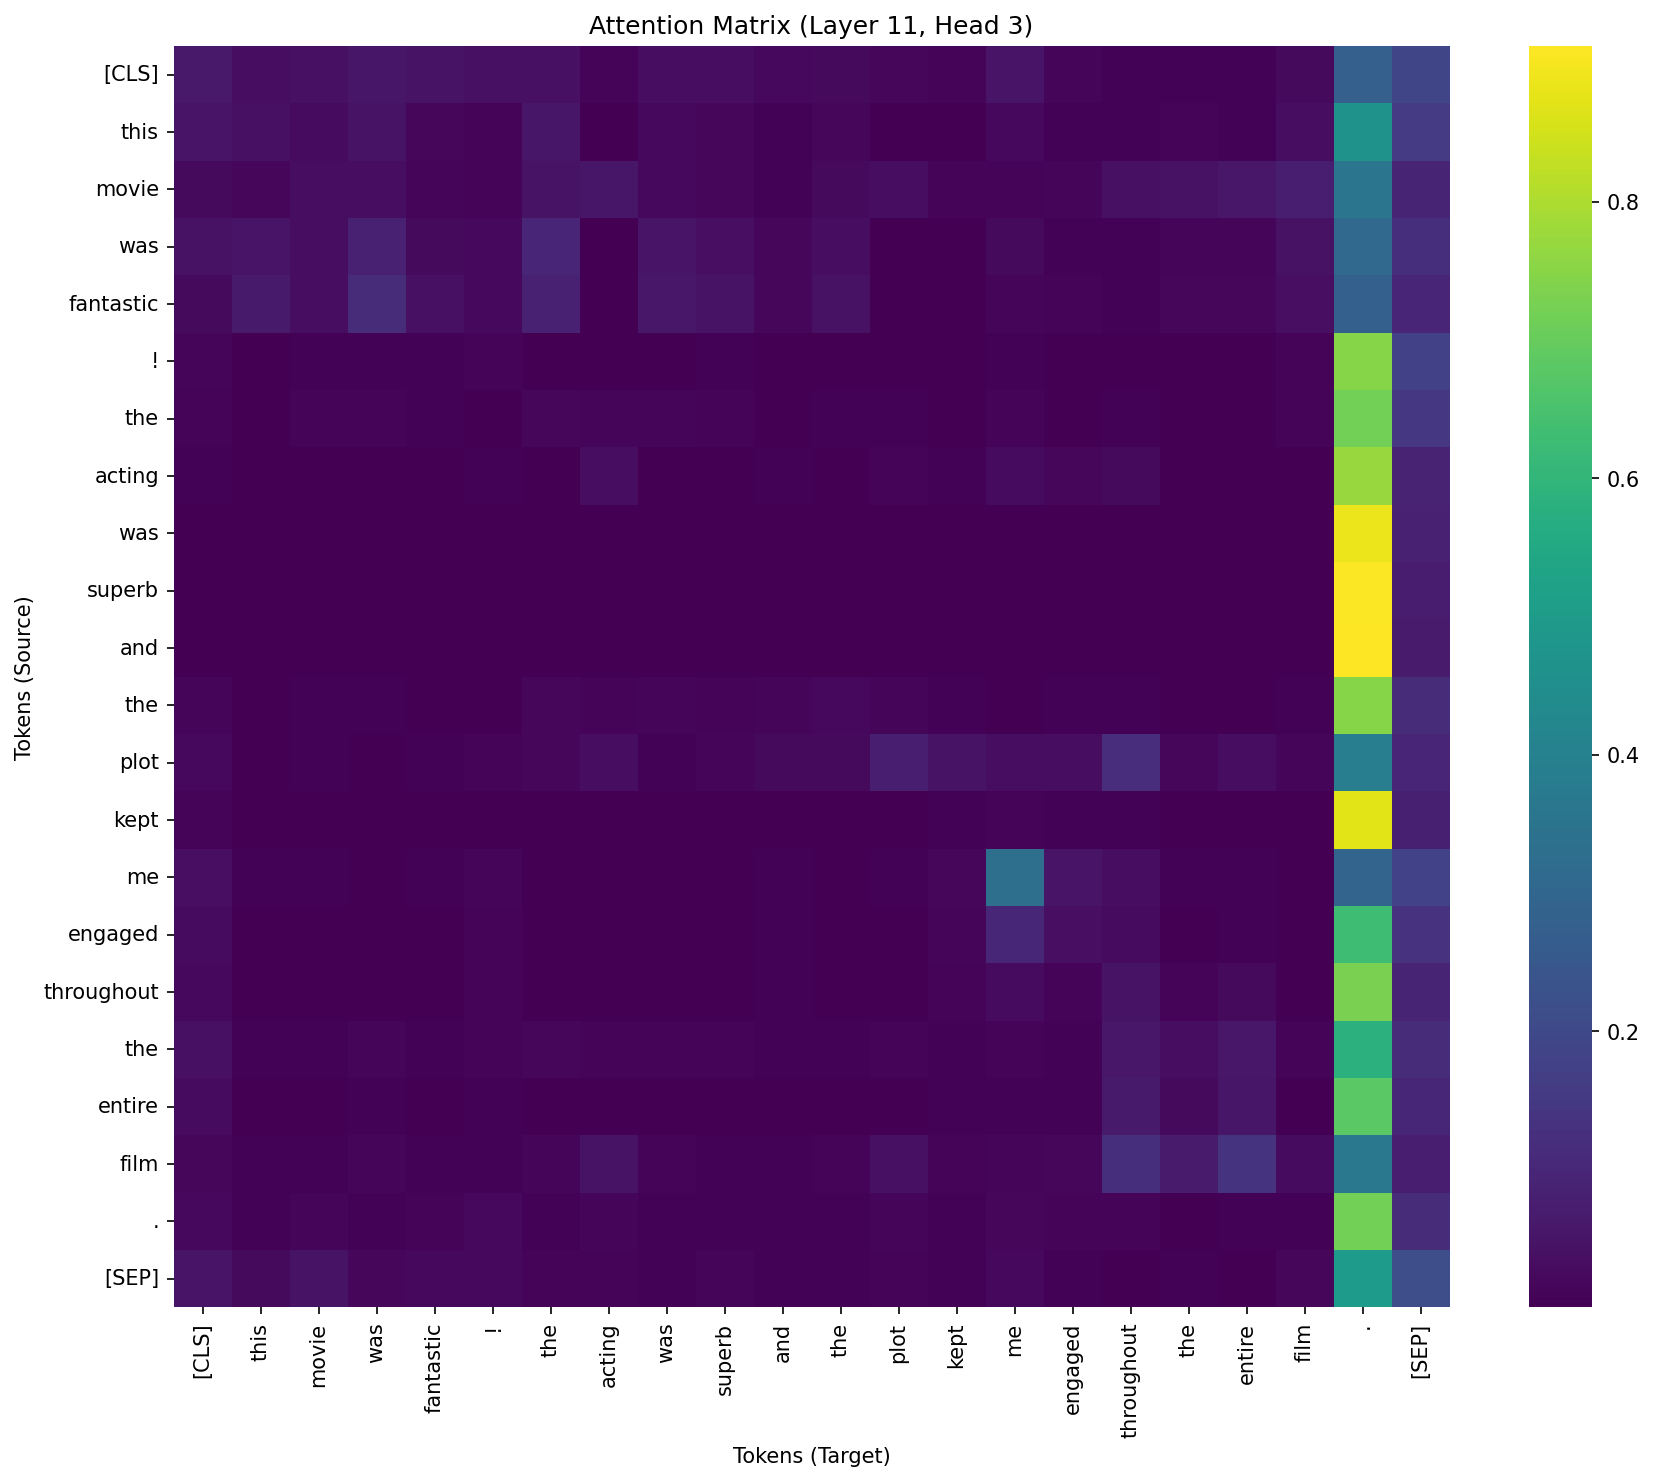 Attention Matrix (Layer 11, Head 3)
Tokens (Source)
[CLS]
this
movie
was
fantastic
!
the
acting
was
superb
and
the
plot
kept
me
engaged
throughout
the
entire
film
.
[SEP]
[CLS]
this
movie
was
fantastic
!
the
acting
was
superb
and
the
plot
kept
me
engaged
throughout
the
entire
film
.
[SEP]
Tokens (Target)
0.8
0.6
0.4
0.2